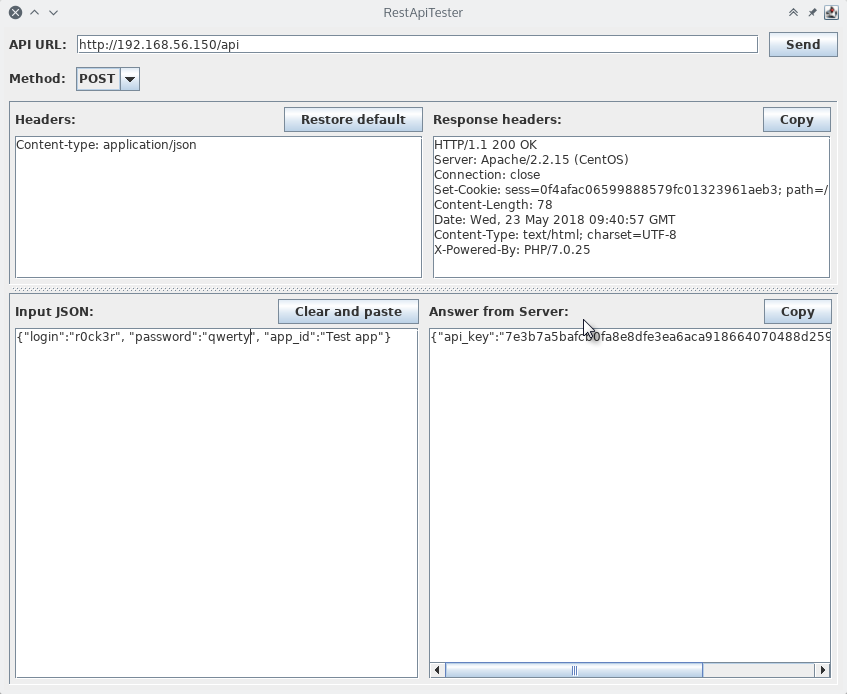 RestApiTester
API URL: http://192.168.56.150/api Send
Method: POST
Headers: Restore default
Content-type: application/json
Response headers: Copy
HTTP/1.1 200 OK
Server: Apache/2.2.15 (CentOS)
Connection: close
Set-Cookie: sess=0f4afac06599888579fc01323961aeb3; path=/
Content-Length: 78
Date: Wed, 23 May 2018 09:40:57 GMT
Content-Type: text/html; charset=UTF-8
X-Powered-By: PHP/7.0.25
Input JSON: Clear and paste
{"login":"r0ck3r", "password":"qwerty", "app_id":"Test app"}
Answer from Server: Copy
{"api_key":